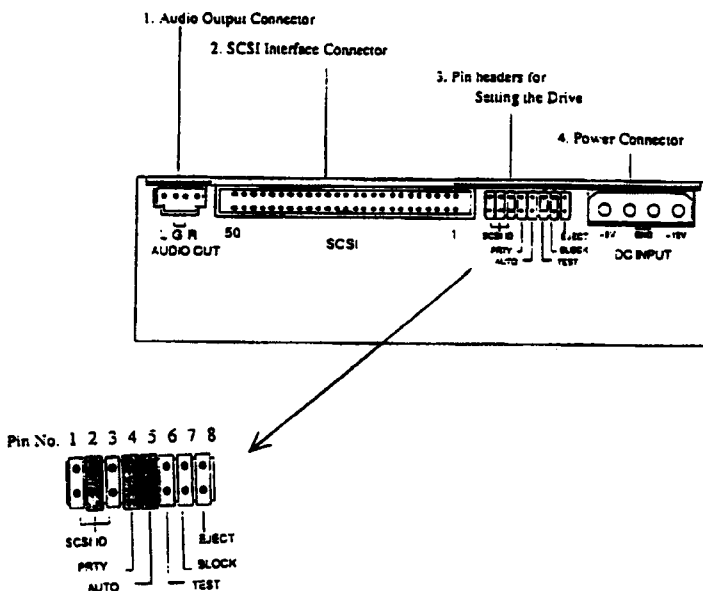 1. Audio Output Connector
2. SCSI Interface Connector
3. Pin headers for
Setting the Drive
4. Power Connector
L G R
AUDIO OUT
50
SCSI
1
SCSI ID
PRTY
AUTO
EJECT
BLOCK
TEST
GND
DC INPUT
Pin No. 1 2 3 4 5 6 7 8
SCSI ID
PRTY
AUTO
EJECT
BLOCK
TEST